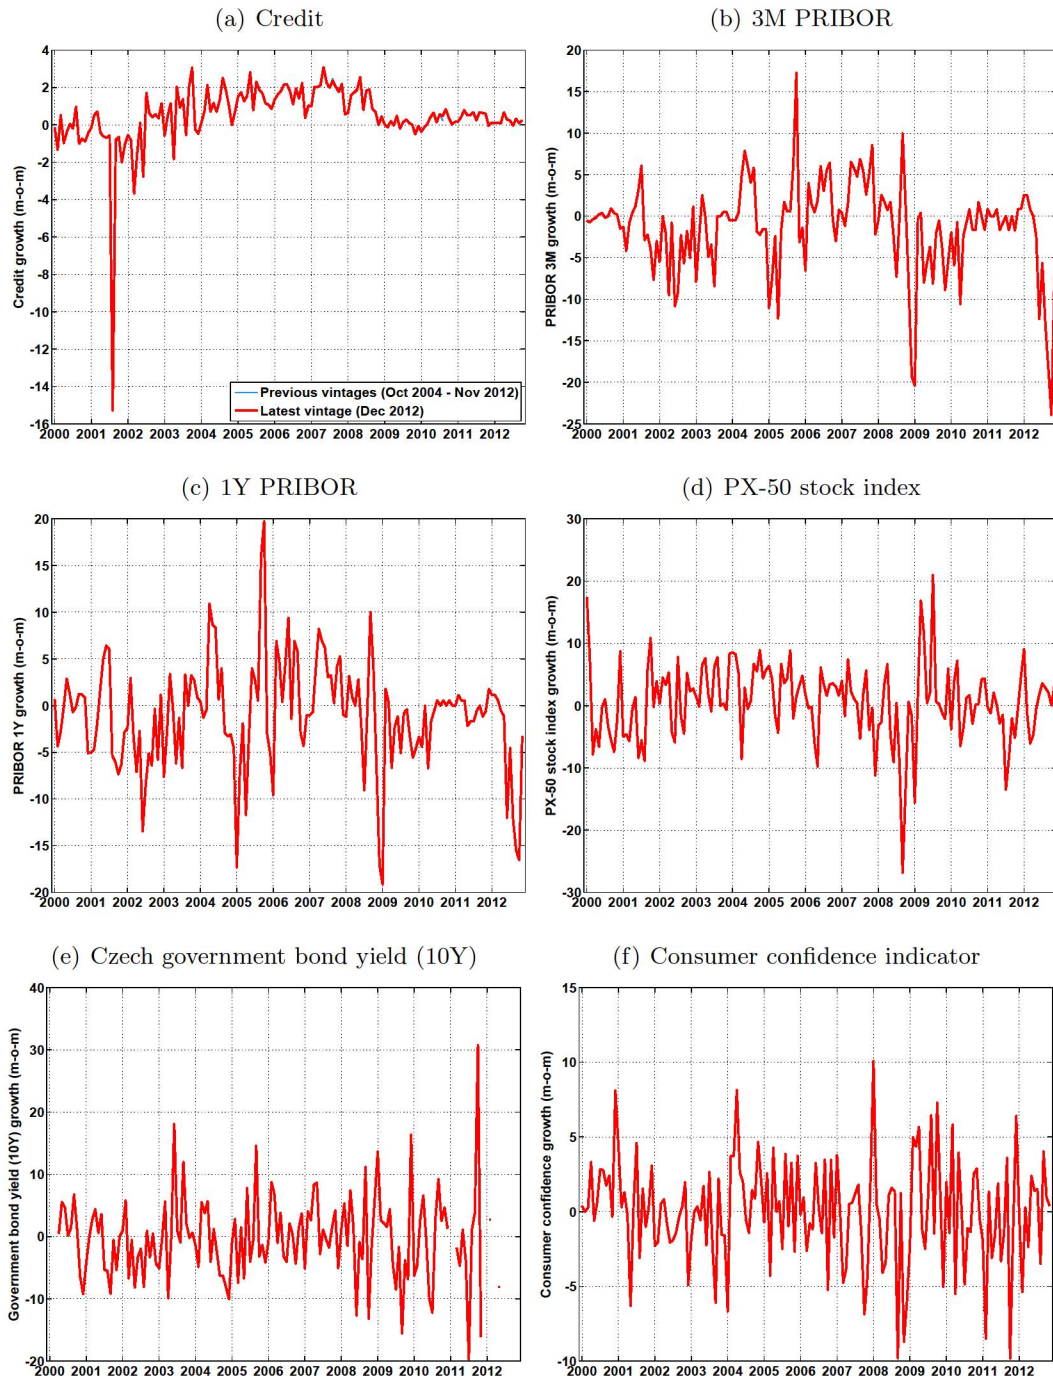 (a) Credit
Credit growth (m-o-m)
4
2
0
-2
-4
-6
-8
-10
-12
-14
-16
Previous vintages (Oct 2004 - Nov 2012)
Latest vintage (Dec 2012)
2000 2001 2002 2003 2004 2005 2006 2007 2008 2009 2010 2011 2012
(b) 3M PRIBOR
PRIBOR 3M growth (m-o-m)
20
15
10
5
0
-5
-10
-15
-20
-25
2000 2001 2002 2003 2004 2005 2006 2007 2008 2009 2010 2011 2012
(c) 1Y PRIBOR
PRIBOR 1Y growth (m-o-m)
20
15
10
5
0
-5
-10
-15
-20
2000 2001 2002 2003 2004 2005 2006 2007 2008 2009 2010 2011 2012
(d) PX-50 stock index
PX-50 stock index growth (m-o-m)
30
20
10
0
-10
-20
-30
2000 2001 2002 2003 2004 2005 2006 2007 2008 2009 2010 2011 2012
(e) Czech government bond yield (10Y)
Government bond yield (10Y) growth (m-o-m)
40
30
20
10
0
-10
-20
2000 2001 2002 2003 2004 2005 2006 2007 2008 2009 2010 2011 2012
(f) Consumer confidence indicator
Consumer confidence growth (m-o-m)
15
10
5
0
-5
-10
2000 2001 2002 2003 2004 2005 2006 2007 2008 2009 2010 2011 2012